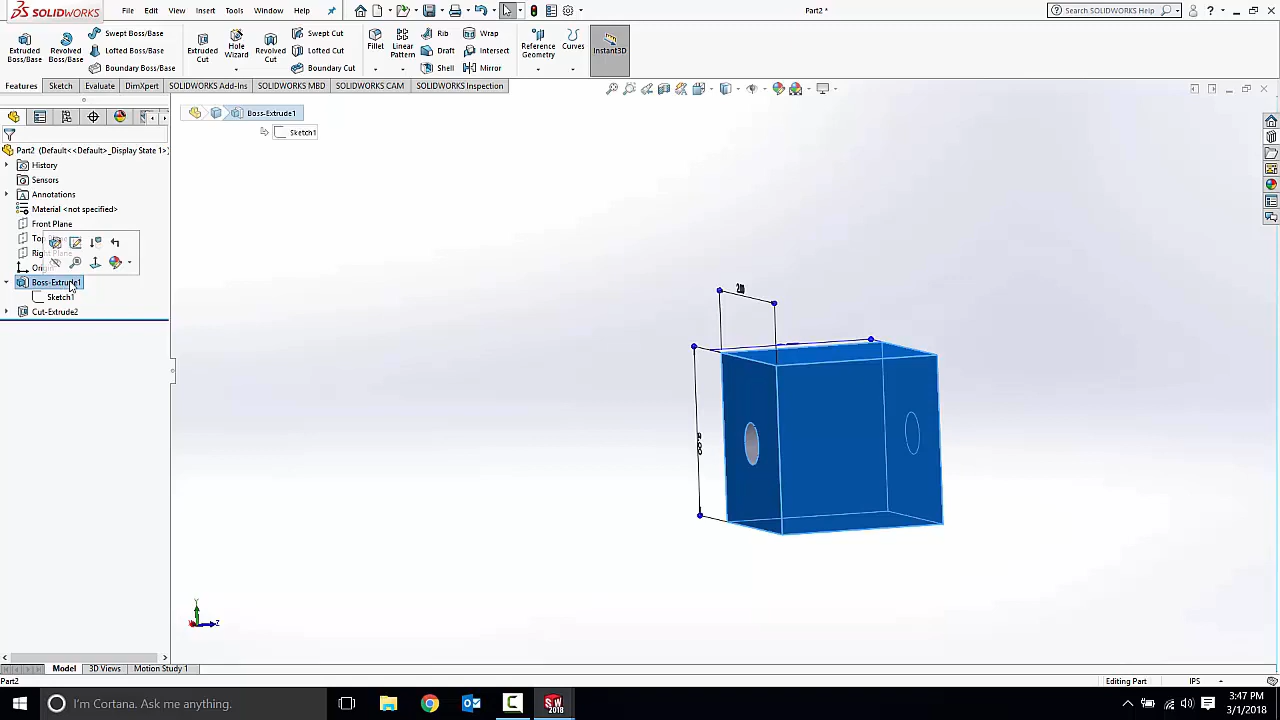 SOLIDWORKS File Edit View Insert Tools Window Help Part2 * Search SOLIDWORKS Help
Extruded Boss/Base
Revolved Boss/Base
Swept Boss/Base
Lofted Boss/Base
Boundary Boss/Base
Extruded Cut
Hole Wizard
Revolved Cut
Swept Cut
Lofted Cut
Boundary Cut
Fillet
Linear Pattern
Rib
Draft
Shell
Wrap
Intersect
Mirror
Reference Geometry
Curves
Instant3D
Features Sketch Evaluate DimXpert SOLIDWORKS Add-Ins SOLIDWORKS MBD SOLIDWORKS CAM SOLIDWORKS Inspection
Boss-Extrude1
Sketch1
Part2 (Default<<Default>_Display State 1>)
History
Sensors
Annotations
Material <not specified>
Front Plane
Right Plane
Boss-Extrude1
Sketch1
Cut-Extrude2
Y
Z
Model 3D Views Motion Study 1
Part2 Editing Part IPS
I'm Cortana. Ask me anything.
SW 2018
3:47 PM
3/1/2018